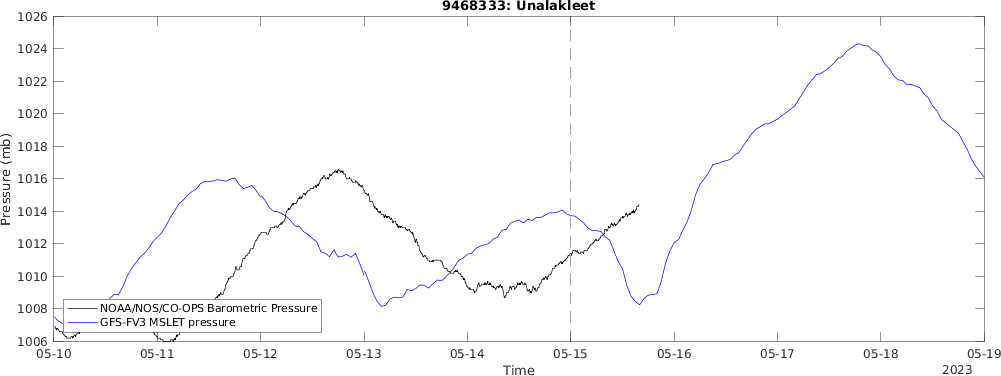 9468333: Unalakleet
1026
1024
1022
1020
1018
1016
1014
1012
1010
1008
1006
Pressure (mb)
NOAA/NOS/CO-OPS Barometric Pressure
GFS-FV3 MSLET pressure
05-10 05-11 05-12 05-13 05-14 05-15 05-16 05-17 05-18 05-19
Time
2023